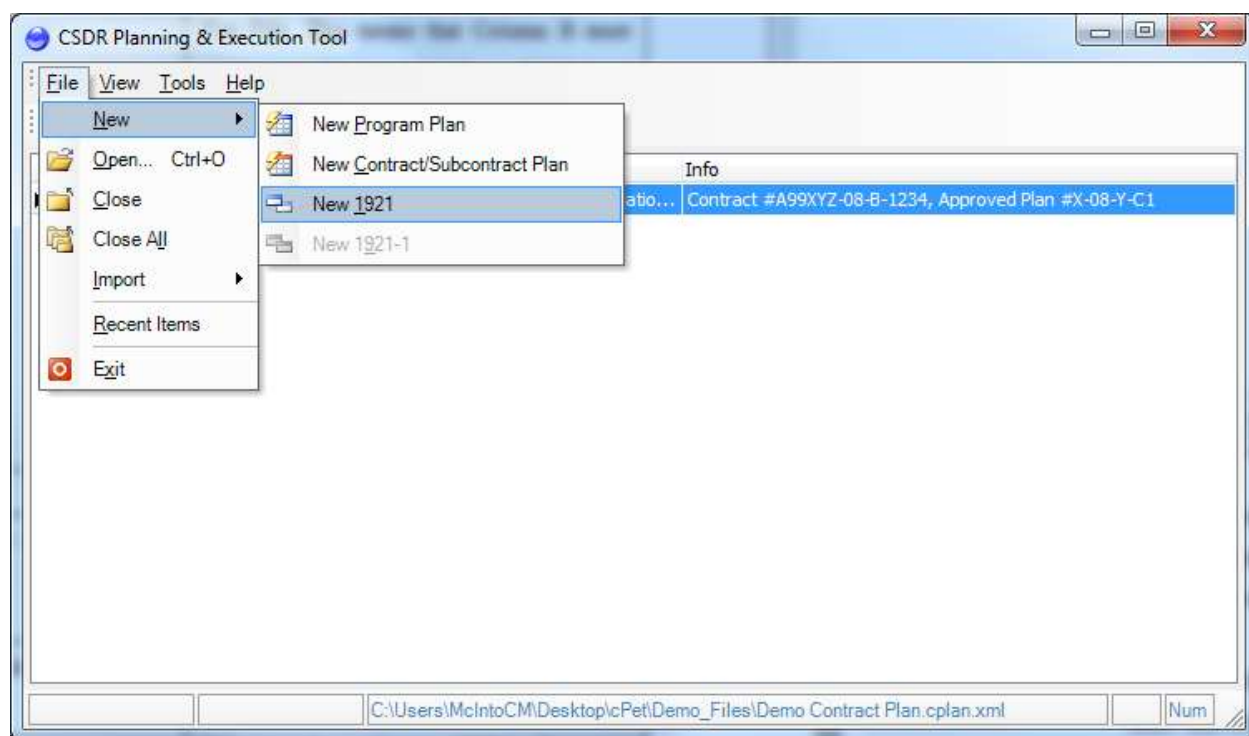 CSDR Planning & Execution Tool
File View Tools Help
New
Open... Ctrl+O
Close
Close All
Import
Recent Items
Exit
New Program Plan
New Contract/Subcontract Plan
New 1921
New 1921-1
Info
atio... Contract #A99XYZ-08-B-1234, Approved Plan #X-08-Y-C1
C:\Users\McIntoCM\Desktop\cPet\Demo_Files\Demo Contract Plan.cplan.xml
Num